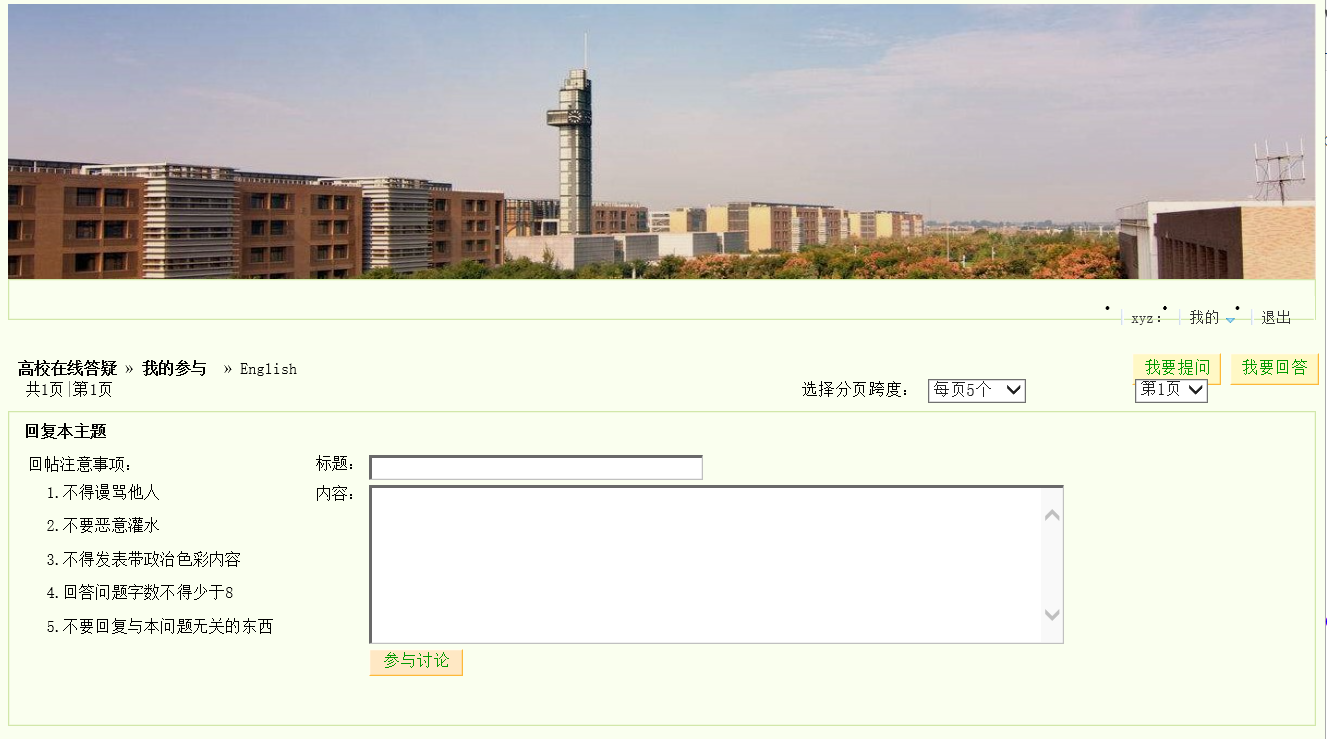 xyz： 我的 退出
高校在线答疑 » 我的参与 » English 我要提问 我要回答
共1页|第1页 选择分页跨度： 每页5个 第1页
回复本主题
回帖注意事项： 标题：
1.不得谩骂他人 内容：
2.不要恶意灌水
3.不得发表带政治色彩内容
4.回答问题字数不得少于8
5.不要回复与本问题无关的东西
参与讨论